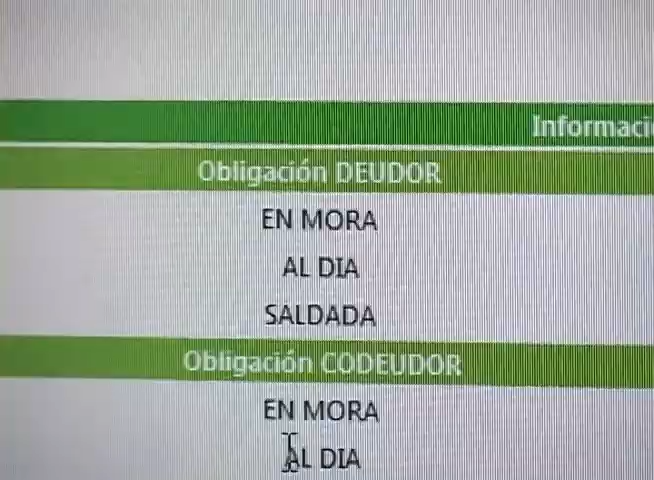 Informaci
Obligación DEUDOR
EN MORA
AL DIA
SALDADA
Obligación CODEUDOR
EN MORA
AL DIA